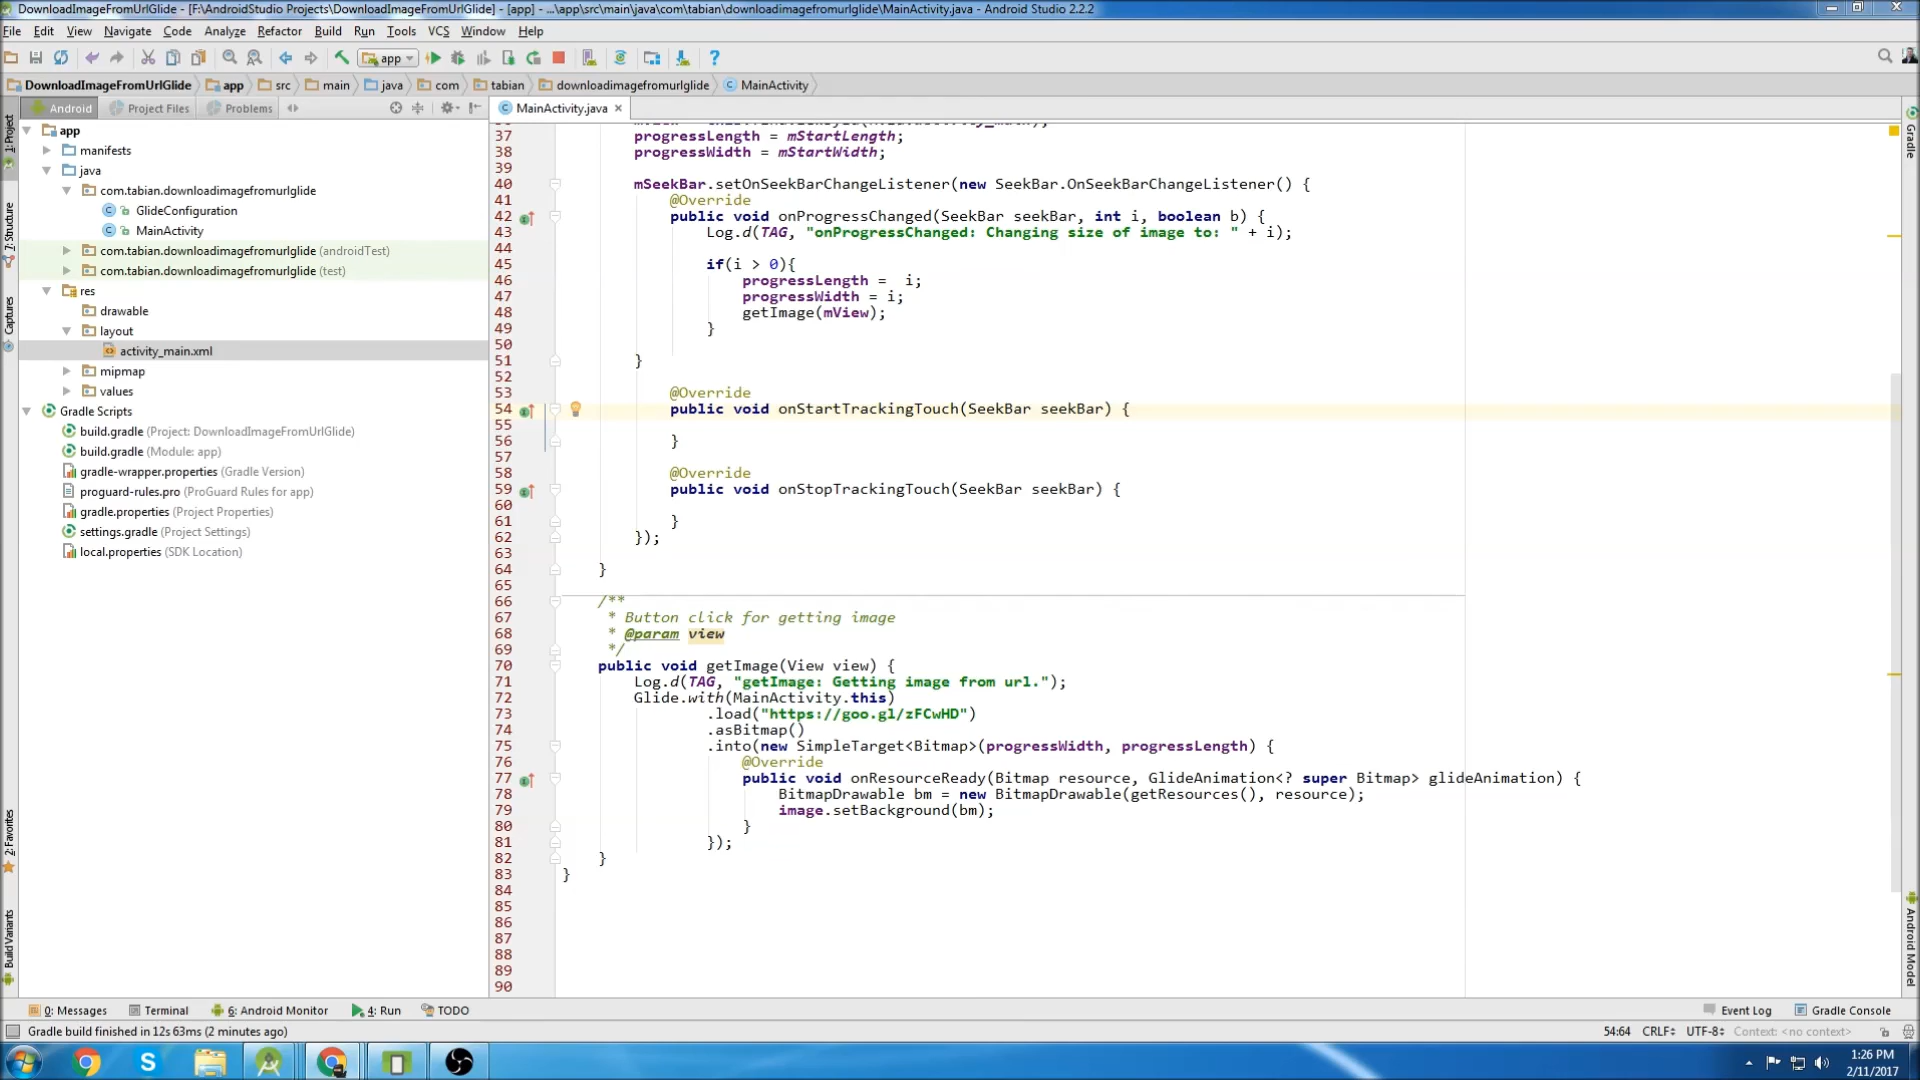 DownloadImageFromUrlGlide - [F:\AndroidStudio Projects\DownloadImageFromUrlGlide] - [app] - ...\app\src\main\java\com\tabian\downloadimagefromurlglide\MainActivity.java - Android Studio 2.2.2
File Edit View Navigate Code Analyze Refactor Build Run Tools VCS Window Help
app
DownloadImageFromUrlGlide app src main java com tabian downloadimagefromurlglide MainActivity
Android Project Files Problems MainActivity.java
1: Project
7: Structure
Captures
2: Favorites
Build Variants
Gradle
Android Model
app
manifests
java
com.tabian.downloadimagefromurlglide
GlideConfiguration
MainActivity
com.tabian.downloadimagefromurlglide (androidTest)
com.tabian.downloadimagefromurlglide (test)
res
drawable
layout
activity_main.xml
mipmap
values
Gradle Scripts
build.gradle (Project: DownloadImageFromUrlGlide)
build.gradle (Module: app)
gradle-wrapper.properties (Gradle Version)
proguard-rules.pro (ProGuard Rules for app)
gradle.properties (Project Properties)
settings.gradle (Project Settings)
local.properties (SDK Location)
37 progressLength = mStartLength;
38 progressWidth = mStartWidth;
39
40 mSeekBar.setOnSeekBarChangeListener(new SeekBar.OnSeekBarChangeListener() {
41 @Override
42 public void onProgressChanged(SeekBar seekBar, int i, boolean b) {
43 Log.d(TAG, "onProgressChanged: Changing size of image to: " + i);
44
45 if(i > 0){
46 progressLength =  i;
47 progressWidth = i;
48 getImage(mView);
49 }
50
51 }
52
53 @Override
54 public void onStartTrackingTouch(SeekBar seekBar) {
55
56 }
57
58 @Override
59 public void onStopTrackingTouch(SeekBar seekBar) {
60
61 }
62 });
63
64 }
65
66 /**
67 * Button click for getting image
68 * @param view
69 */
70 public void getImage(View view) {
71 Log.d(TAG, "getImage: Getting image from url.");
72 Glide.with(MainActivity.this)
73 .load("https://goo.gl/zFCwHD")
74 .asBitmap()
75 .into(new SimpleTarget<Bitmap>(progressWidth, progressLength) {
76 @Override
77 public void onResourceReady(Bitmap resource, GlideAnimation<? super Bitmap> glideAnimation) {
78 BitmapDrawable bm = new BitmapDrawable(getResources(), resource);
79 image.setBackground(bm);
80 }
81 });
82 }
83 }
84
85
86
87
88
89
90
0: Messages Terminal 6: Android Monitor 4: Run TODO Event Log Gradle Console
Gradle build finished in 12s 63ms (2 minutes ago) 54:64 CRLF UTF-8 Context: <no context>
1:26 PM
2/11/2017